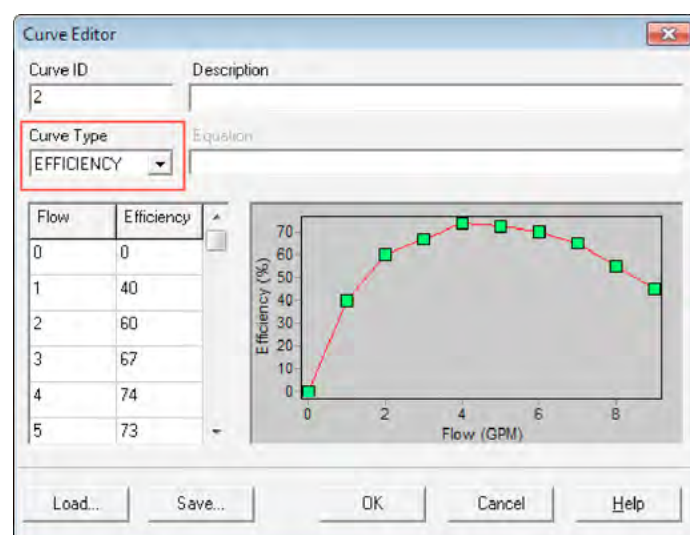 Curve Editor
Curve ID
Description
2
Curve Type
Equation
EFFICIENCY
Flow Efficiency
0 0
1 40
2 60
3 67
4 74
5 73
Efficiency (%)
70
60
50
40
30
20
10
0
0 2 4 6 8
Flow (GPM)
Load... Save... OK Cancel Help